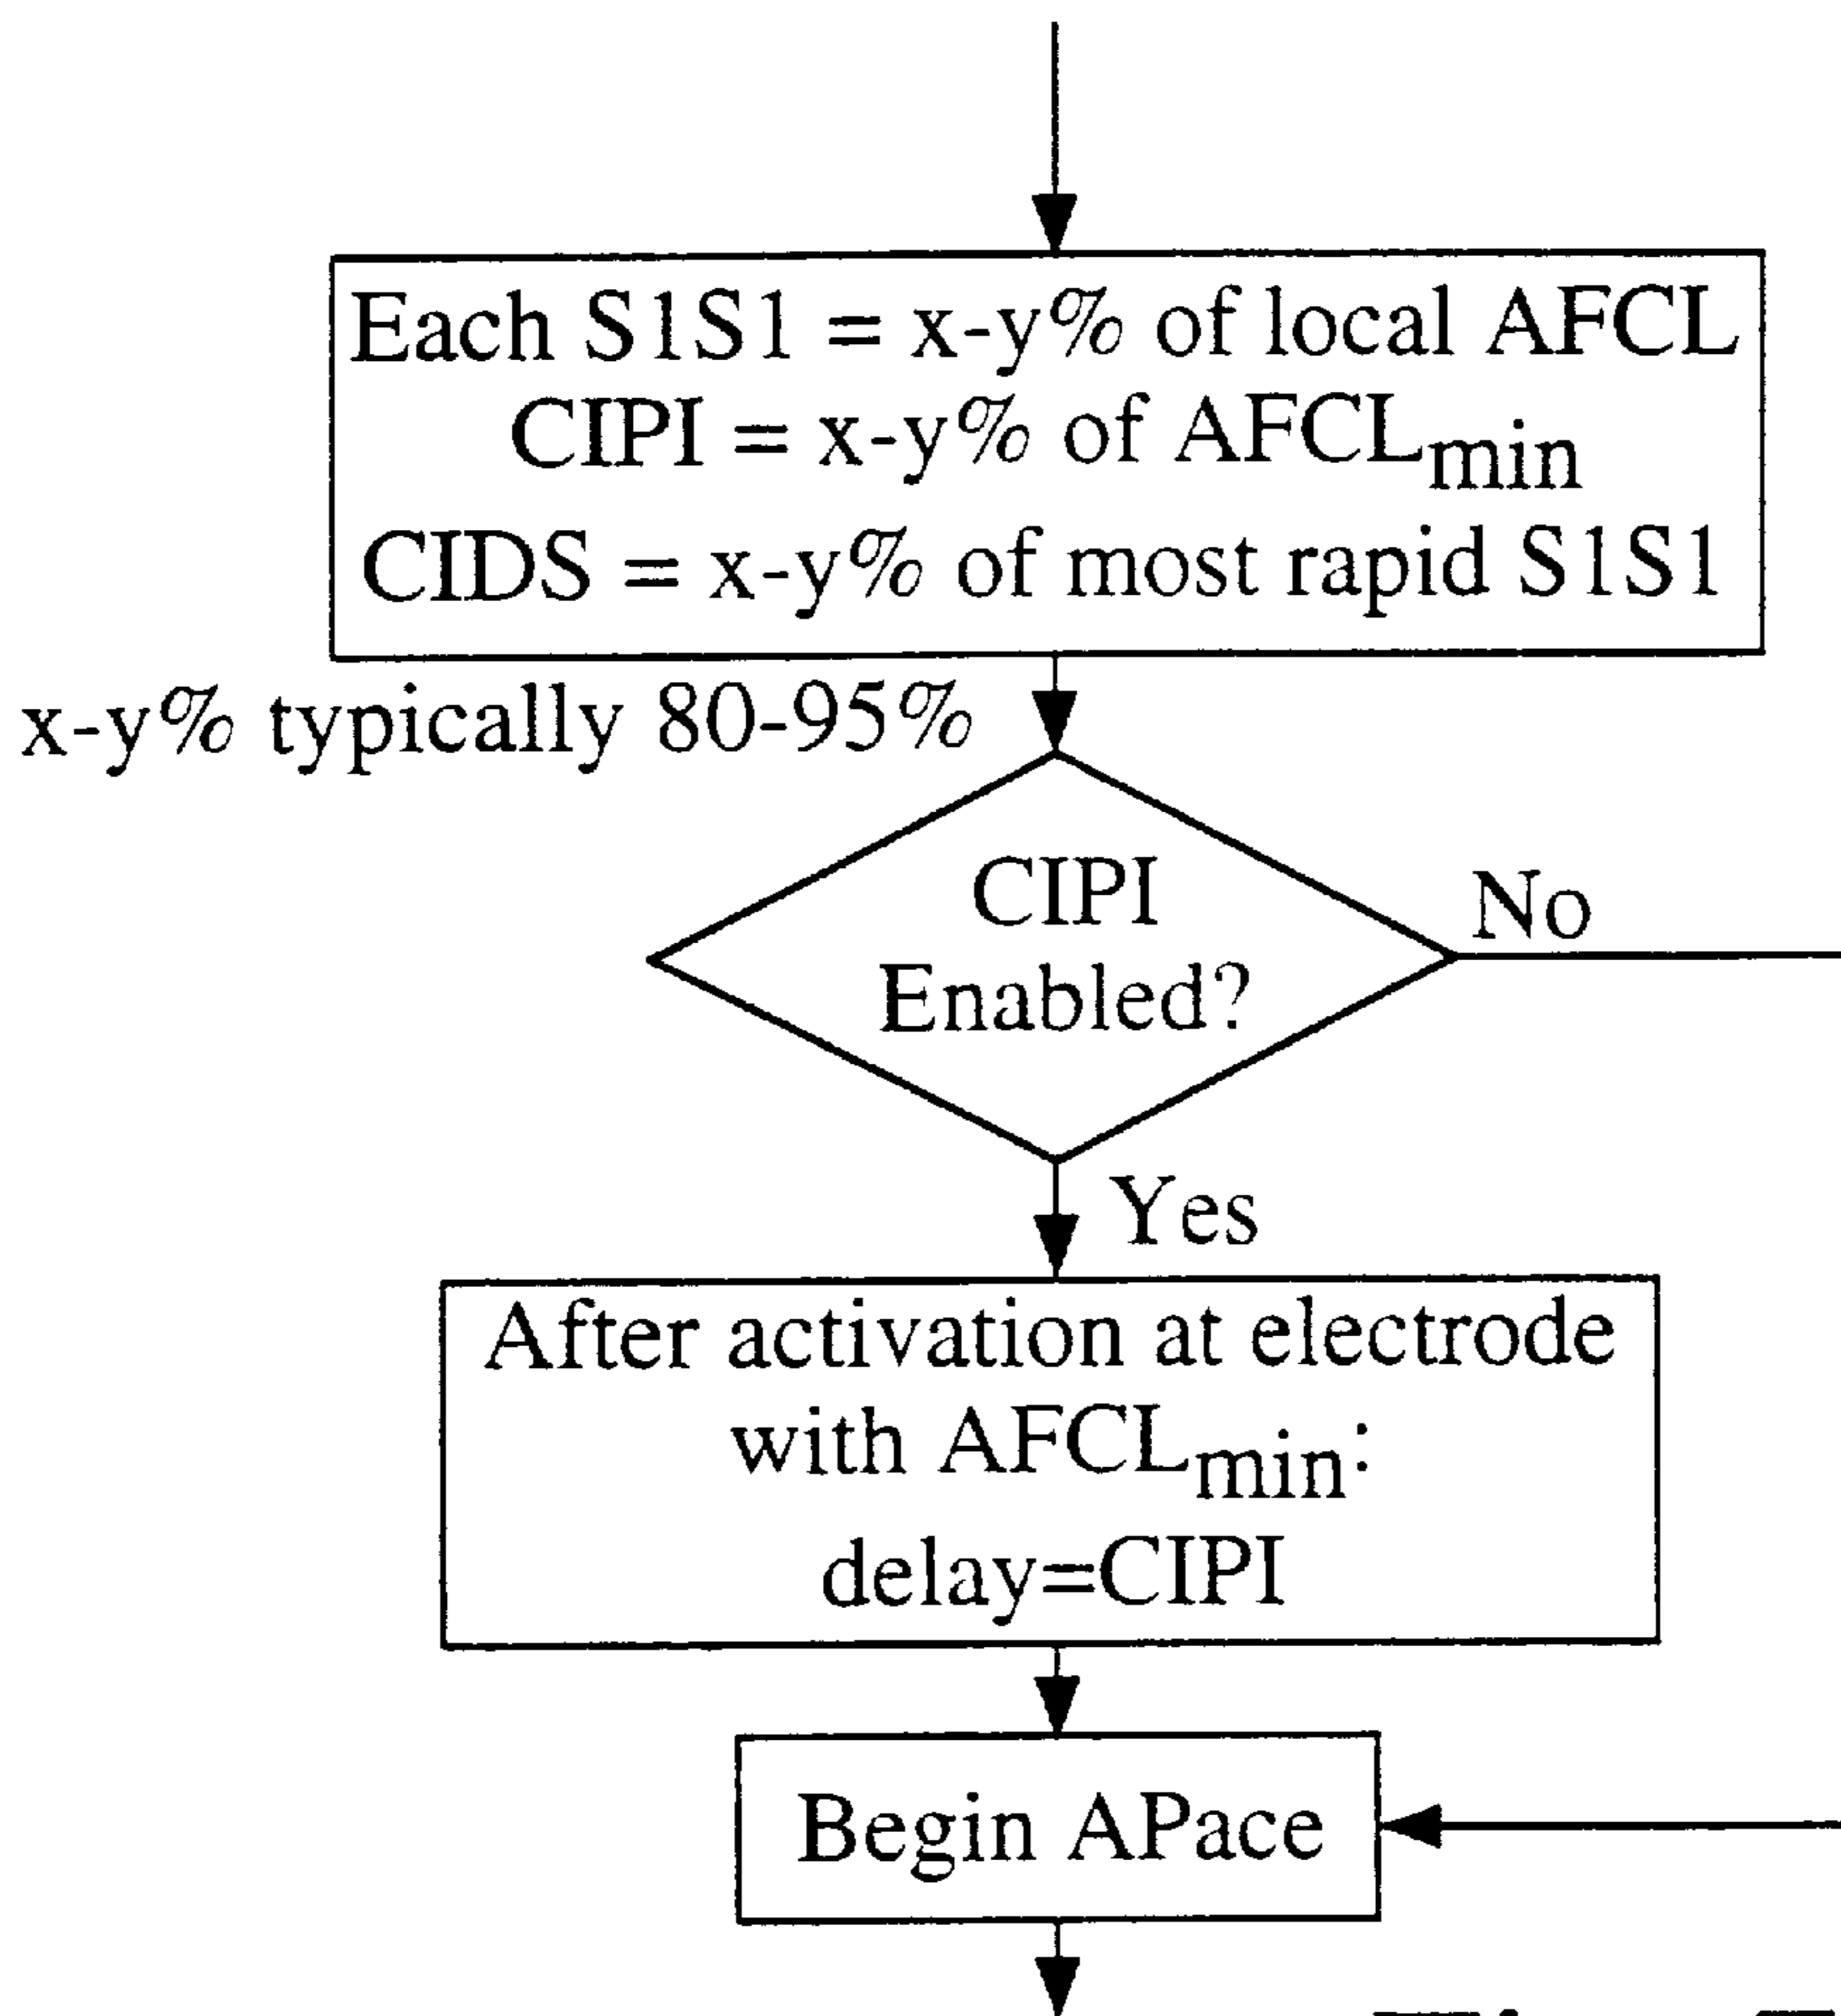 Each S1S1 = x-y% of local AFCL
CIPI = x-y% of AFCLmin
CIDS = x-y% of most rapid S1S1
x-y% typically 80-95%
CIPI
Enabled?
No
Yes
After activation at electrode
with AFCLmin:
delay=CIPI
Begin APace